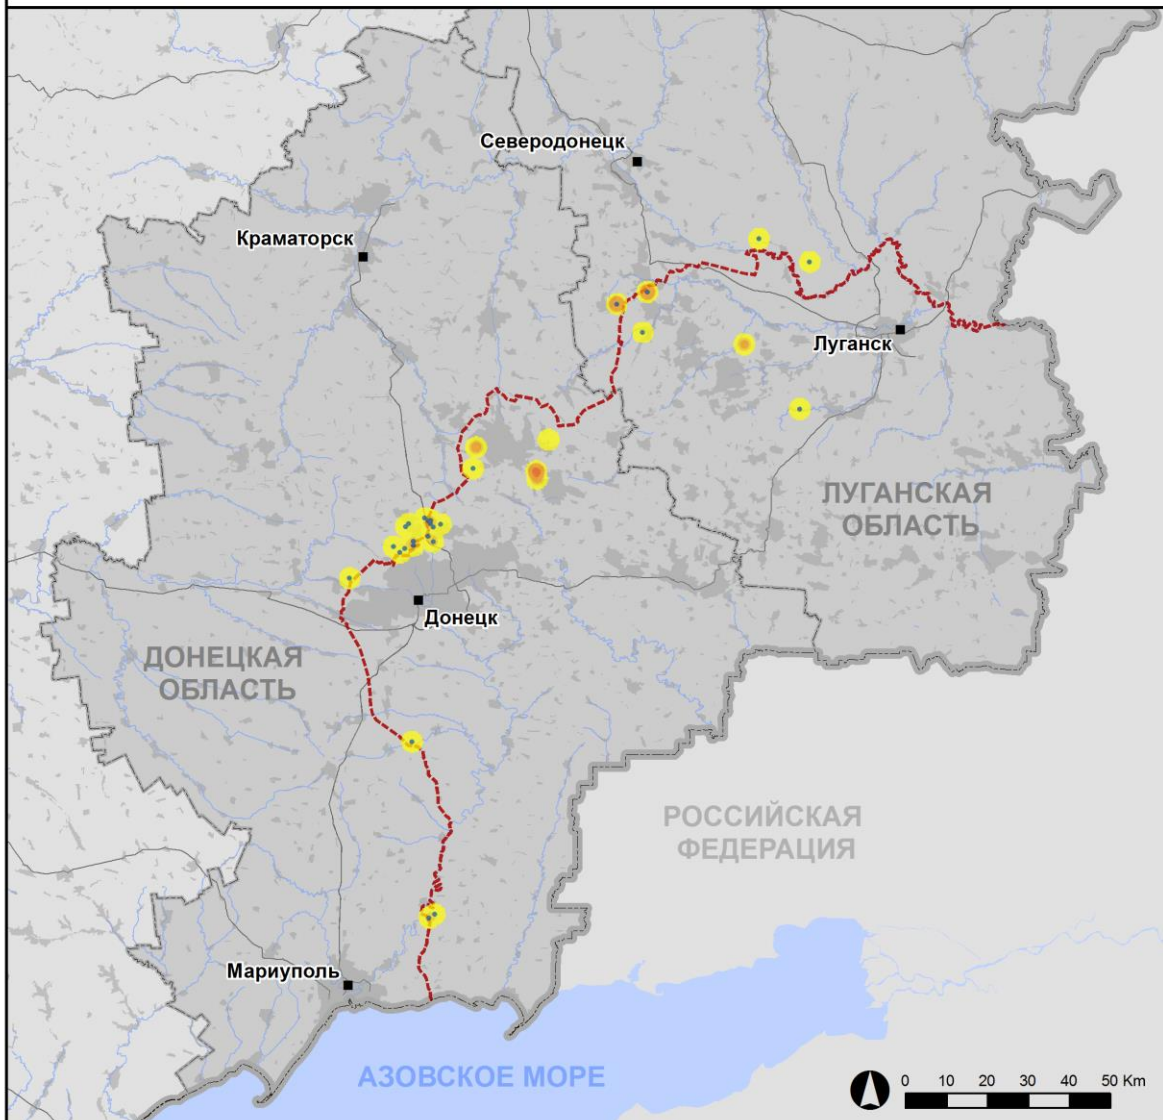 Северодонецк
Краматорск
Луганск
ЛУГАНСКАЯ
ОБЛАСТЬ
Донецк
ДОНЕЦКАЯ
ОБЛАСТЬ
РОССИЙСКАЯ
ФЕДЕРАЦИЯ
Мариуполь
АЗОВСКОЕ МОРЕ
0 10 20 30 40 50 Km